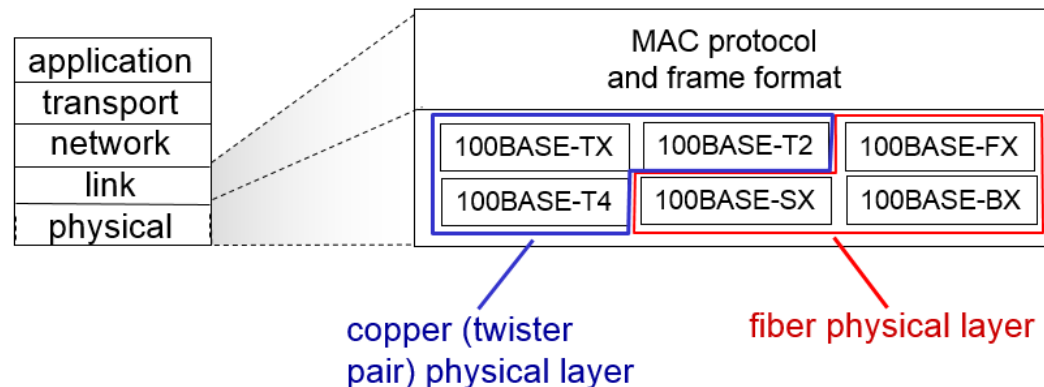 application
transport
network
link
physical
MAC protocol
and frame format
100BASE-TX
100BASE-T2
100BASE-FX
100BASE-T4
100BASE-SX
100BASE-BX
copper (twister
pair) physical layer
fiber physical layer